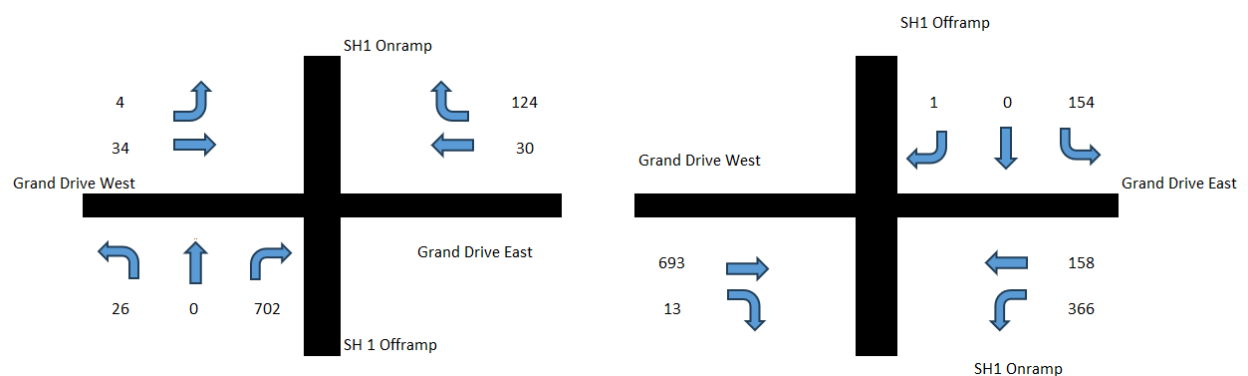 SH1 Onramp
4
124
34
30
Grand Drive West
Grand Drive East
26
0
702
SH 1 Offramp
SH1 Offramp
1
0
154
Grand Drive West
Grand Drive East
693
158
13
366
SH1 Onramp